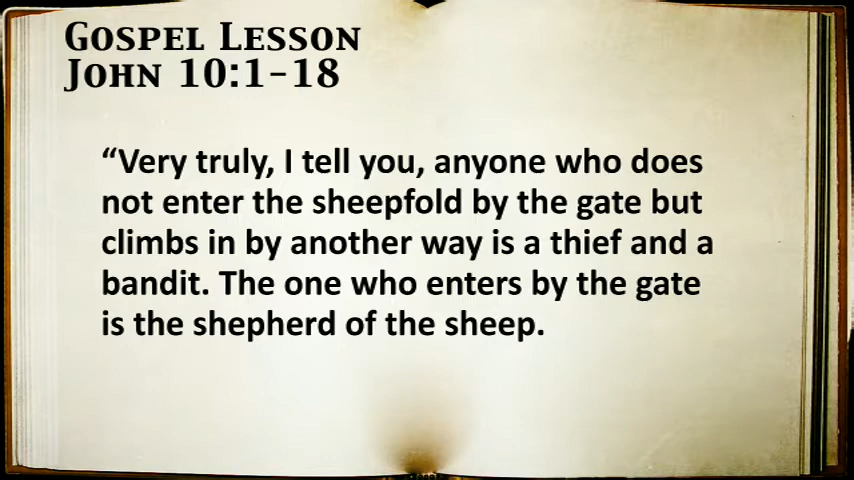 Gospel Lesson
John 10:1-18
“Very truly, I tell you, anyone who does
not enter the sheepfold by the gate but
climbs in by another way is a thief and a
bandit. The one who enters by the gate
is the shepherd of the sheep.